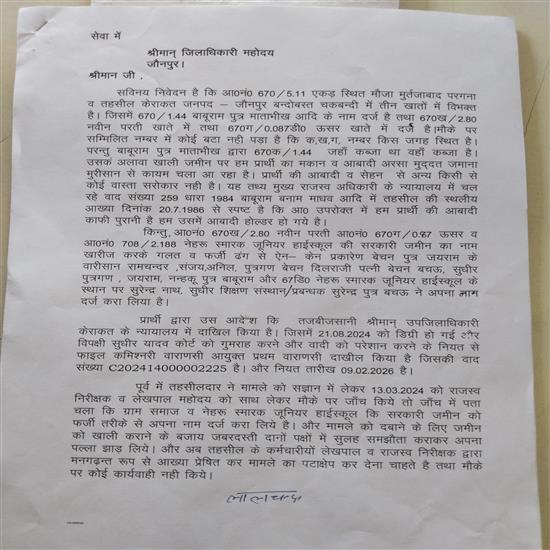 सेवा में
श्रीमान् जिलाधिकारी महोदय
जौनपुर।
श्रीमान जी ,
सविनय निवेदन है कि आ0नं0 670/5.11 एकड़ स्थित मौजा मुर्तजाबाद परगना
व तहसील केराकत जनपद – जौनपुर बन्दोबस्त चकबन्दी में तीन खातों में विभक्त
है। जिसमें 670/1.44 बाबूराम पुत्र माताभीख आदि के नाम दर्ज है तथा 670ख/2.80
नवीन परती खाते में तथा 670ग/0.087डी0 ऊसर खाते में दर्ज है।मौके पर
सम्मिलित नम्बर में कोई बटा नही पड़ा है कि क,ख,ग, नम्बर किस जगह स्थित है।
परन्तु बाबूराम पुत्र माताभीख द्वारा 670क/1.44 जहाँ कब्जा था वहाँ कब्जा है।
उसके अलावा खाली जमीन पर हम प्रार्थी का मकान व आबादी अरसा मुद्दत जमाना
मुरीसान से कायम चला आ रहा है। प्रार्थी की आबादी व सेहन से अन्य किसी से
कोई वास्ता सरोकार नही है। यह तथ्य मुख्य राजस्व अधिकारी के न्यायालय में चल
रहे वाद संख्या 259 धारा 1984 बाबूराम बनाम माधव आदि में तहसील की स्थलीय
आख्या दिनांक 20.7.1986 से स्पष्ट है कि आ0 उपरोक्त में हम प्रार्थी की आबादी
काफी पुरानी है हम उसमें आबादी होल्डर हो गये है।
किन्तु, आ0नं0 670ख/2.80 नवीन परती आ0नं0 670ग/ ऊसर व
आ0नं0 708/2.188 नेहरू स्मारक जूनियर हाईस्कूल की सरकारी जमीन का नाम
खारीज करके गलत व फर्जी ढंग से ऐन– केन प्रकारेण बेचन पुत्र जयराम के
वारीसान रामचन्दर ,संजय,अनिल, पुत्रगण बेचन दिलराजी पत्नी बेचन बचऊ, सुधीर
पुत्रगण , जयराम, नन्हकू पुत्र बाबूराम और 67डि0 नेहरू स्मारक जूनियर हाईस्कूल के
स्थान पर सुरेन्द्र नाथ, सुधीर शिक्षण संस्थान/प्रबन्धक सुरेन्द्र पुत्र बचऊ ने अपना नाम
दर्ज करा लिया है।
प्रार्थी द्वारा उस आदेश कि तजबीजसानी श्रीमान उपजिलाधिकारी
केराकत के न्यायालय में दाखिल किया है। जिसमें 21.08.2024 को डिग्री हो गई और
विपक्षी सुधीर यादव कोर्ट को गुमराह करने और वादी को परेशान करने के नियत से
फाइल कमिश्नरी वाराणसी आयुक्त प्रथम वाराणसी दाखील किया है जिसकी वाद
संख्या C202414000002225 है। और नियत तारीख 09.02.2026 है।
पूर्व में तहसीलदार ने मामले को सज्ञान में लेकर 13.03.2024 को राजस्व
निरीक्षक व लेखपाल महोदय को साथ लेकर मौके पर जाँच किये तो जाँच में पता
चला कि ग्राम समाज व नेहरू स्मारक जूनियर हाईस्कूल कि सरकारी जमीन को
फर्जी तरीके से अपना नाम दर्ज करा लिये है। और मामले को दबाने के लिए जमीन
को खाली कराने के बजाय जबरदस्ती दानों पक्षों में सुलह समझौता कराकर अपना
पल्ला झाड़ लिये। और अब तहसील के कर्मचारीयों लेखपाल व राजस्व निरीक्षक द्वारा
मनगढ़न्त रूप से आख्या प्रेषित कर मामला का पटाक्षेप कर देना चाहते है तथा मौके
पर कोई कार्यवाही नही किये।
लालचन्द